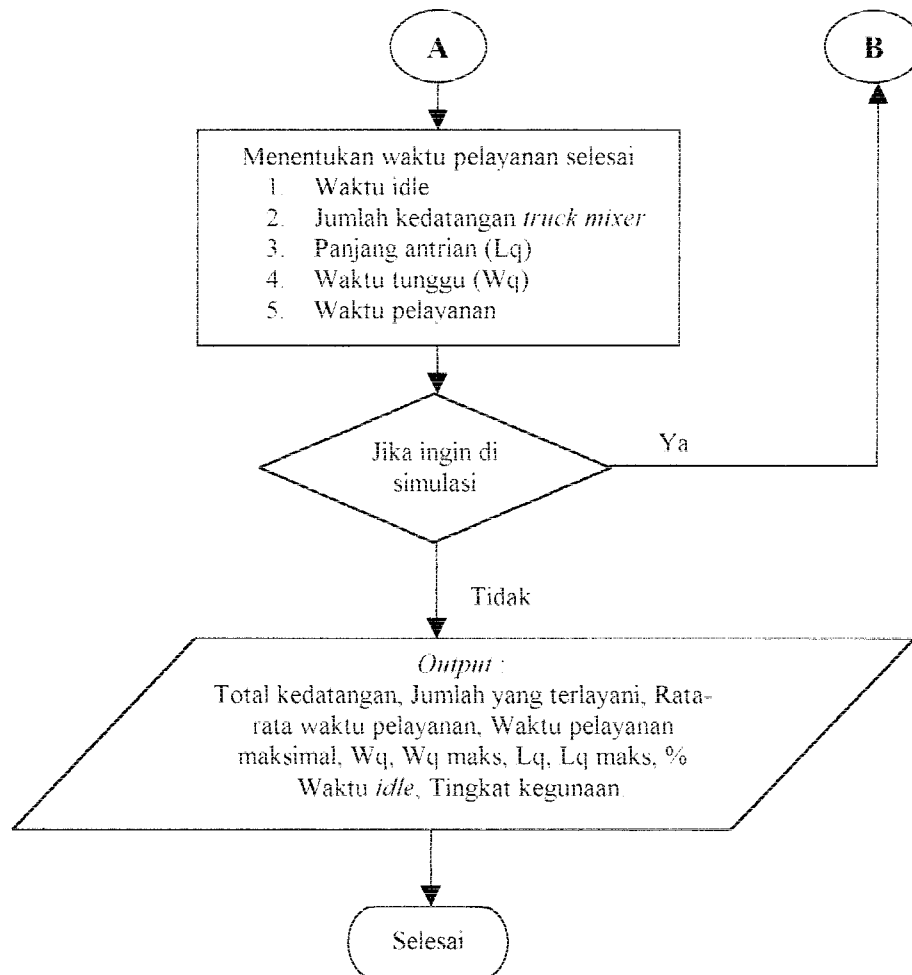 A
B
Menentukan waktu pelayanan selesai
1. Waktu idle
2. Jumlah kedatangan truck mixer
3. Panjang antrian (Lq)
4. Waktu tunggu (Wq)
5. Waktu pelayanan
Jika ingin di
simulasi
Ya
Tidak
Output :
Total kedatangan, Jumlah yang terlayani, Rata-
rata waktu pelayanan, Waktu pelayanan
maksimal, Wq, Wq maks, Lq, Lq maks, %
Waktu idle, Tingkat kegunaan
Selesai